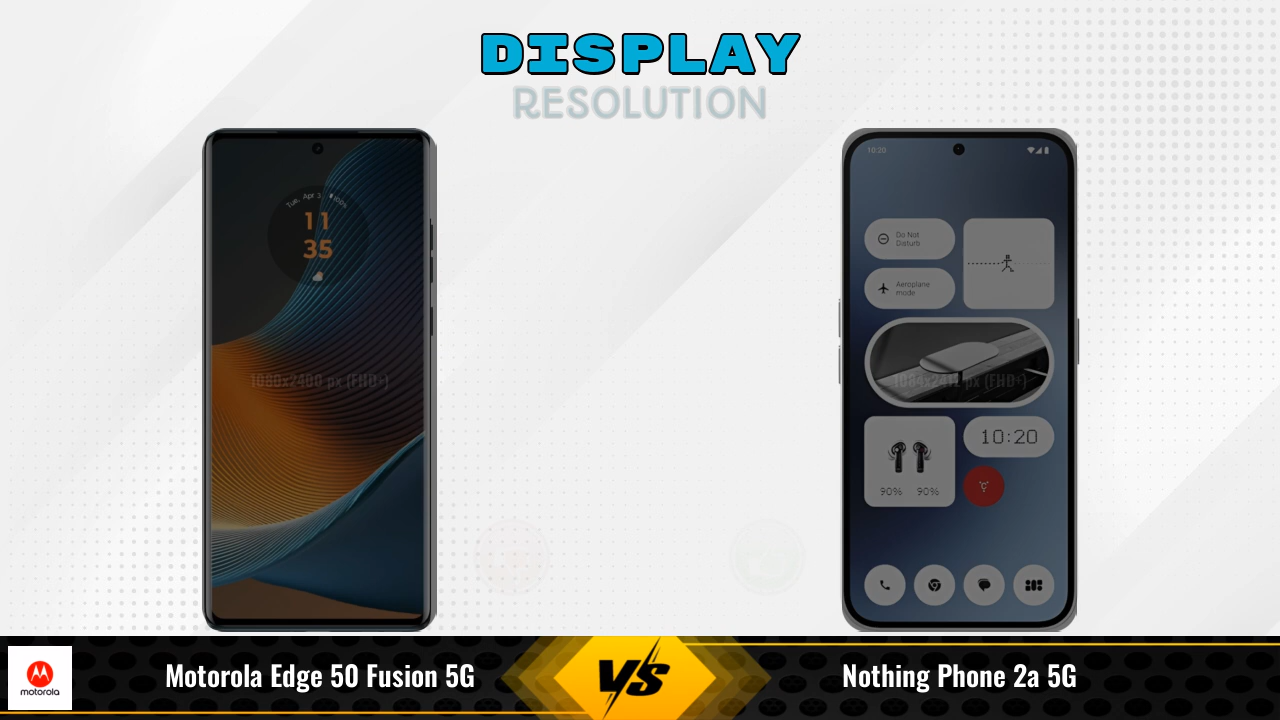 DISPLAY
RESOLUTION
Tue, Apr 3 100%
11
35
1080x2400 px (FHD+)
10:20
Do Not
Disturb
Aeroplane
mode
1084x2412 px (FHD+)
10:20
90% 90%
motorola
Motorola Edge 50 Fusion 5G
VS
Nothing Phone 2a 5G